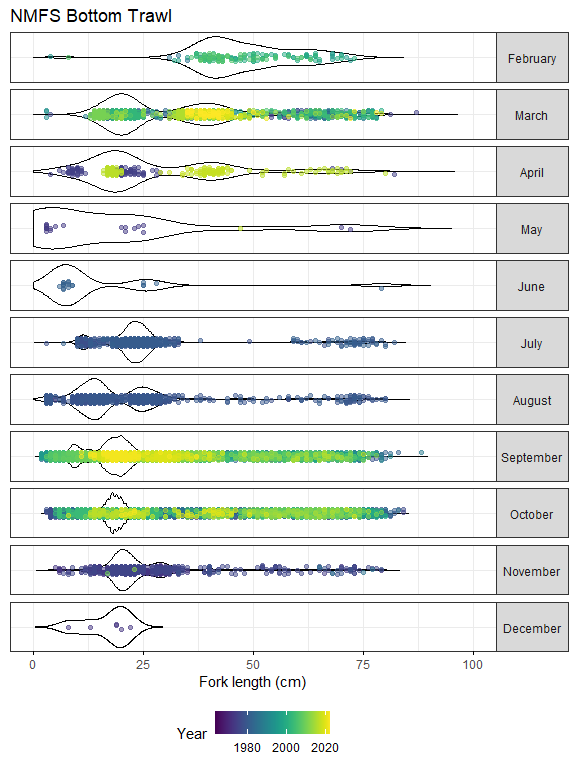 NMFS Bottom Trawl
February
March
April
May
June
July
August
September
October
November
December
0 25 50 75 100
Fork length (cm)
Year
1980 2000 2020